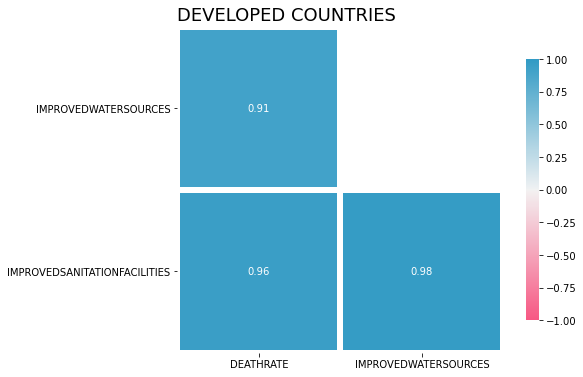 DEVELOPED COUNTRIES
IMPROVEDWATERSOURCES
0.91
IMPROVEDSANITATIONFACILITIES
0.96
0.98
DEATHRATE
IMPROVEDWATERSOURCES
1.00
0.75
0.50
0.25
0.00
−0.25
−0.50
−0.75
−1.00